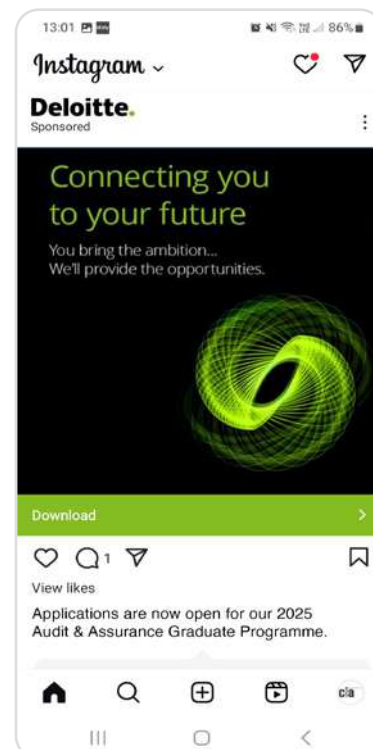 13:01
86%
Instagram
Deloitte.
Sponsored
Connecting you
to your future
You bring the ambition...
We'll provide the opportunities.
Download
1
View likes
Applications are now open for our 2025
Audit & Assurance Graduate Programme.
cla